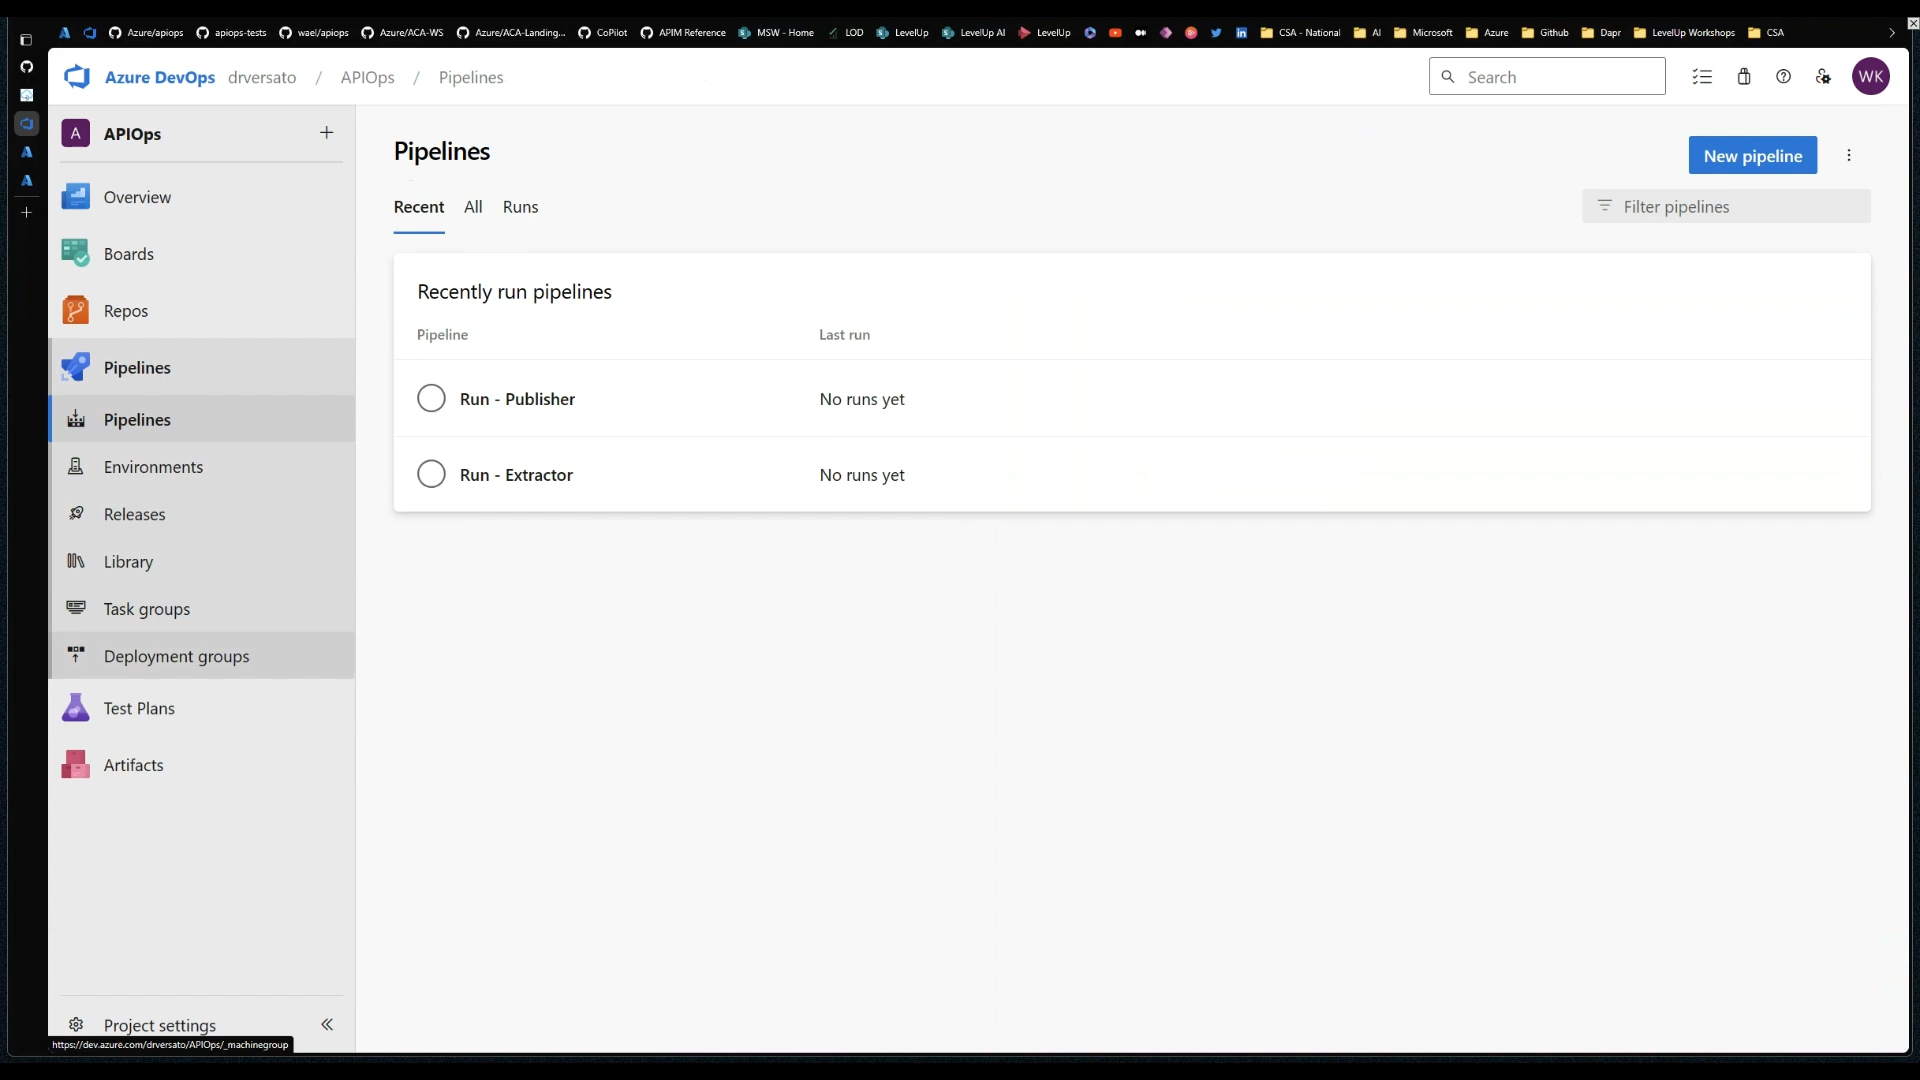 Azure/apiops apiops-tests wael/apiops Azure/ACA-WS Azure/ACA-Landing... CoPilot APIM Reference MSW - Home LOD LevelUp LevelUp AI LevelUp CSA - National AI Microsoft Azure Github Dapr LevelUp Workshops CSA
Azure DevOps drversato / APIOps / Pipelines
Search
WK
A APIOps
Overview
Boards
Repos
Pipelines
Pipelines
Environments
Releases
Library
Task groups
Deployment groups
Test Plans
Artifacts
Project settings
https://dev.azure.com/drversato/APIOps/_machinegroup
Pipelines
New pipeline
Recent All Runs
Filter pipelines
Recently run pipelines
Pipeline Last run
Run - Publisher No runs yet
Run - Extractor No runs yet